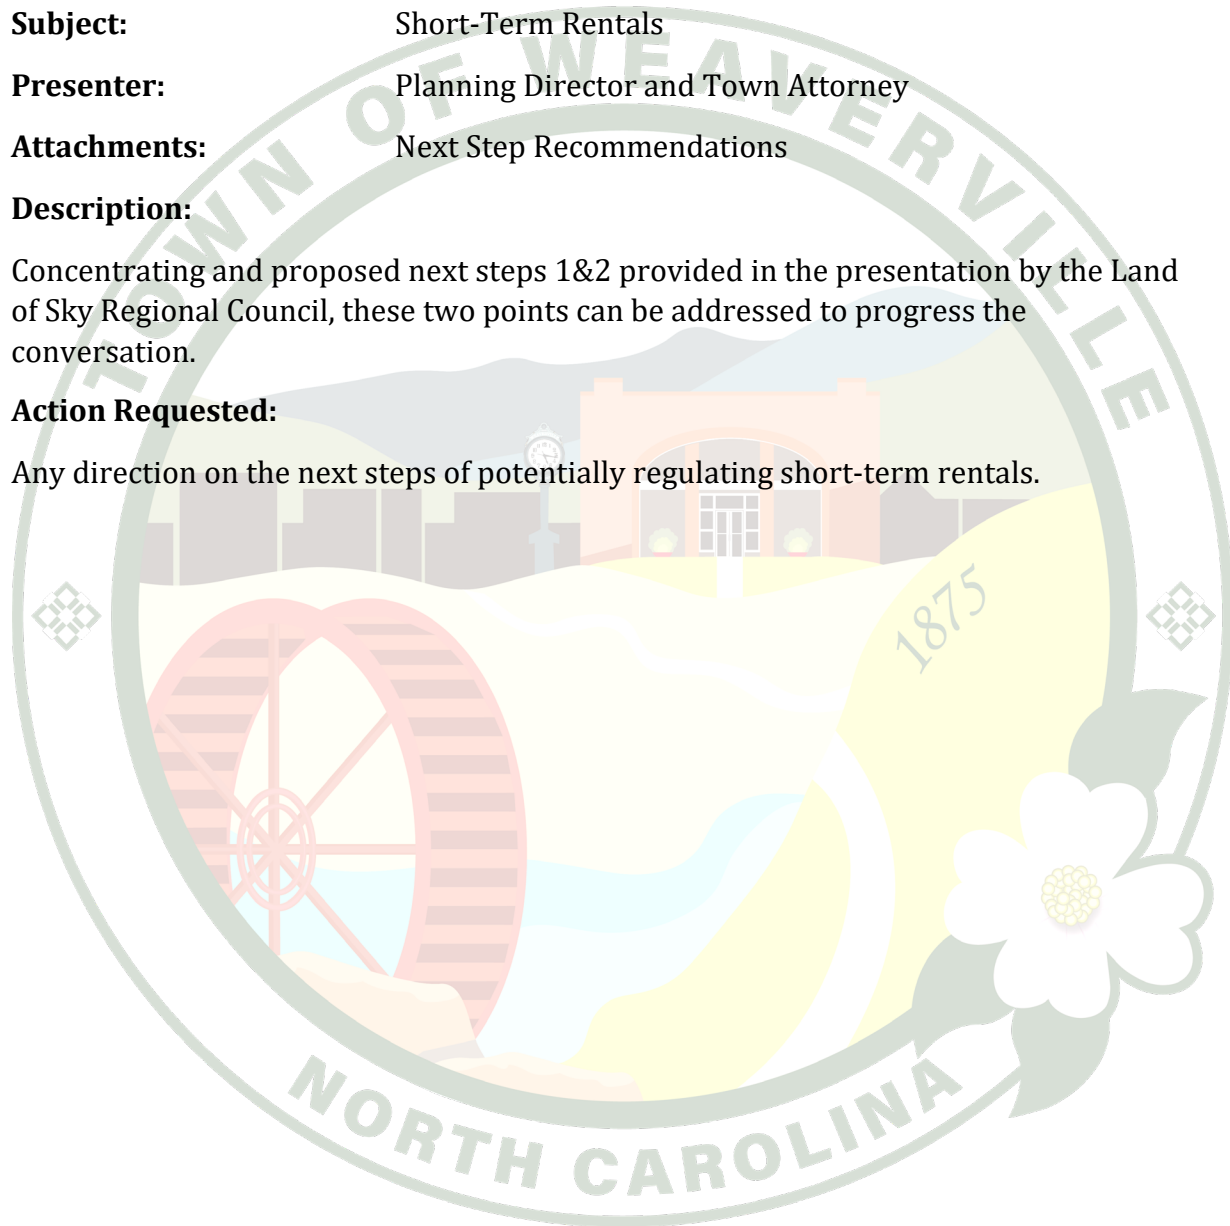 Subject: Short-Term Rentals
Presenter: Planning Director and Town Attorney
Attachments: Next Step Recommendations
Description:
Concentrating and proposed next steps 1&2 provided in the presentation by the Land
of Sky Regional Council, these two points can be addressed to progress the
conversation.
Action Requested:
Any direction on the next steps of potentially regulating short-term rentals.
TOWN OF WEAVERVILLE
1875
NORTH CAROLINA